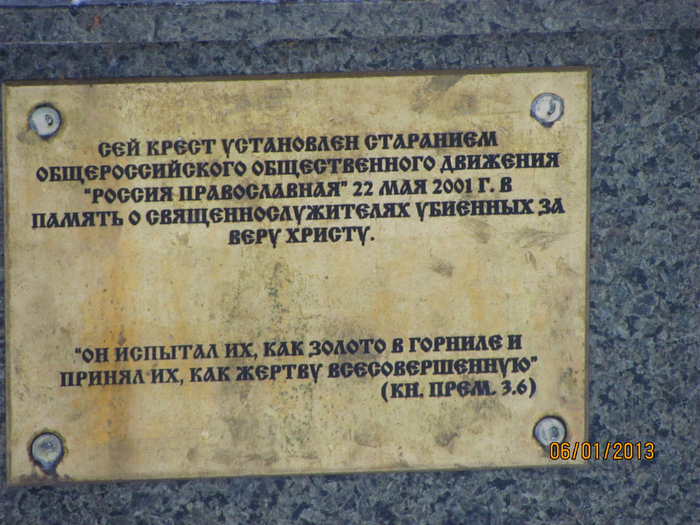 СЕЙ КРЕСТ УСТАНОВЛЕН СТАРАНИЕМ
ОБЩЕРОССИЙСКОГО ОБЩЕСТВЕННОГО ДВИЖЕНИЯ
"РОССИЯ ПРАВОСЛАВНАЯ" 22 МАЯ 2001 Г. В
ПАМЯТЬ О СВЯЩЕННОСЛУЖИТЕЛЯХ УБИЕННЫХ ЗА
ВЕРУ ХРИСТУ.
"ОН ИСПЫТАЛ ИХ, КАК ЗОЛОТО В ГОРНИЛЕ И
ПРИНЯЛ ИХ, КАК ЖЕРТВУ ВСЕСОВЕРШЕННУЮ"
(КН. ПРЕМ. 3.6)
06/01/2013